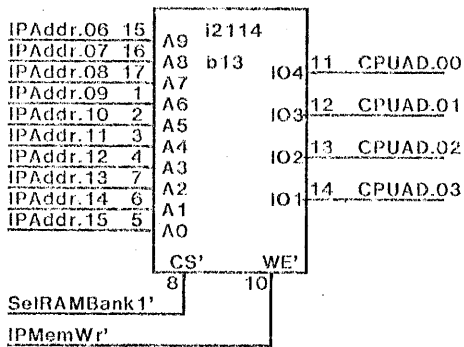 IPAddr.06 15 A9 i2114
IPAddr.07 16 A8 b13 IO4 11 CPUAD.00
IPAddr.08 17 A7
IPAddr.09 1 A6 IO3 12 CPUAD.01
IPAddr.10 2 A5
IPAddr.11 3 A4 IO2 13 CPUAD.02
IPAddr.12 4 A3
IPAddr.13 7 A2 IO1 14 CPUAD.03
IPAddr.14 6 A1
IPAddr.15 5 A0
CS' WE'
8 10
SelRAMBank1'
IPMemWr'